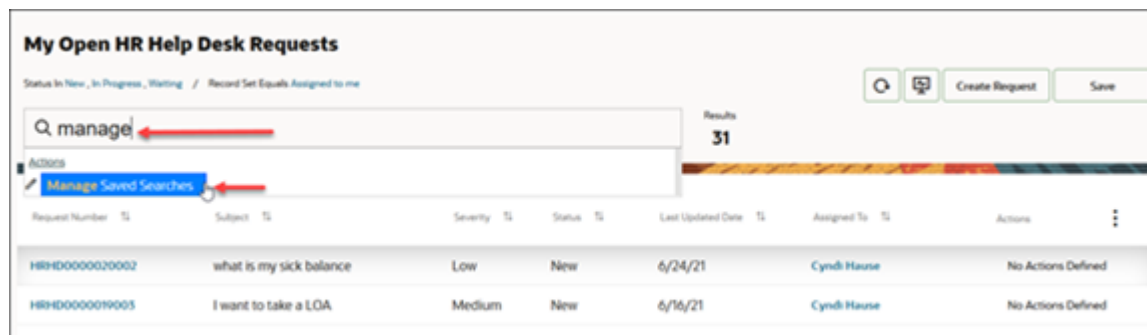 My Open HR Help Desk Requests
Status In New , In Progress , Waiting / Record Set Equals Assigned to me
Create Request Save
manage
Results
31
Actions
Manage Saved Searches
Request Number Subject Severity Status Last Updated Date Assigned To Actions
HRHD0000020002 what is my sick balance Low New 6/24/21 Cyndi Hause No Actions Defined
HRHD0000019003 I want to take a LOA Medium New 6/16/21 Cyndi Hause No Actions Defined